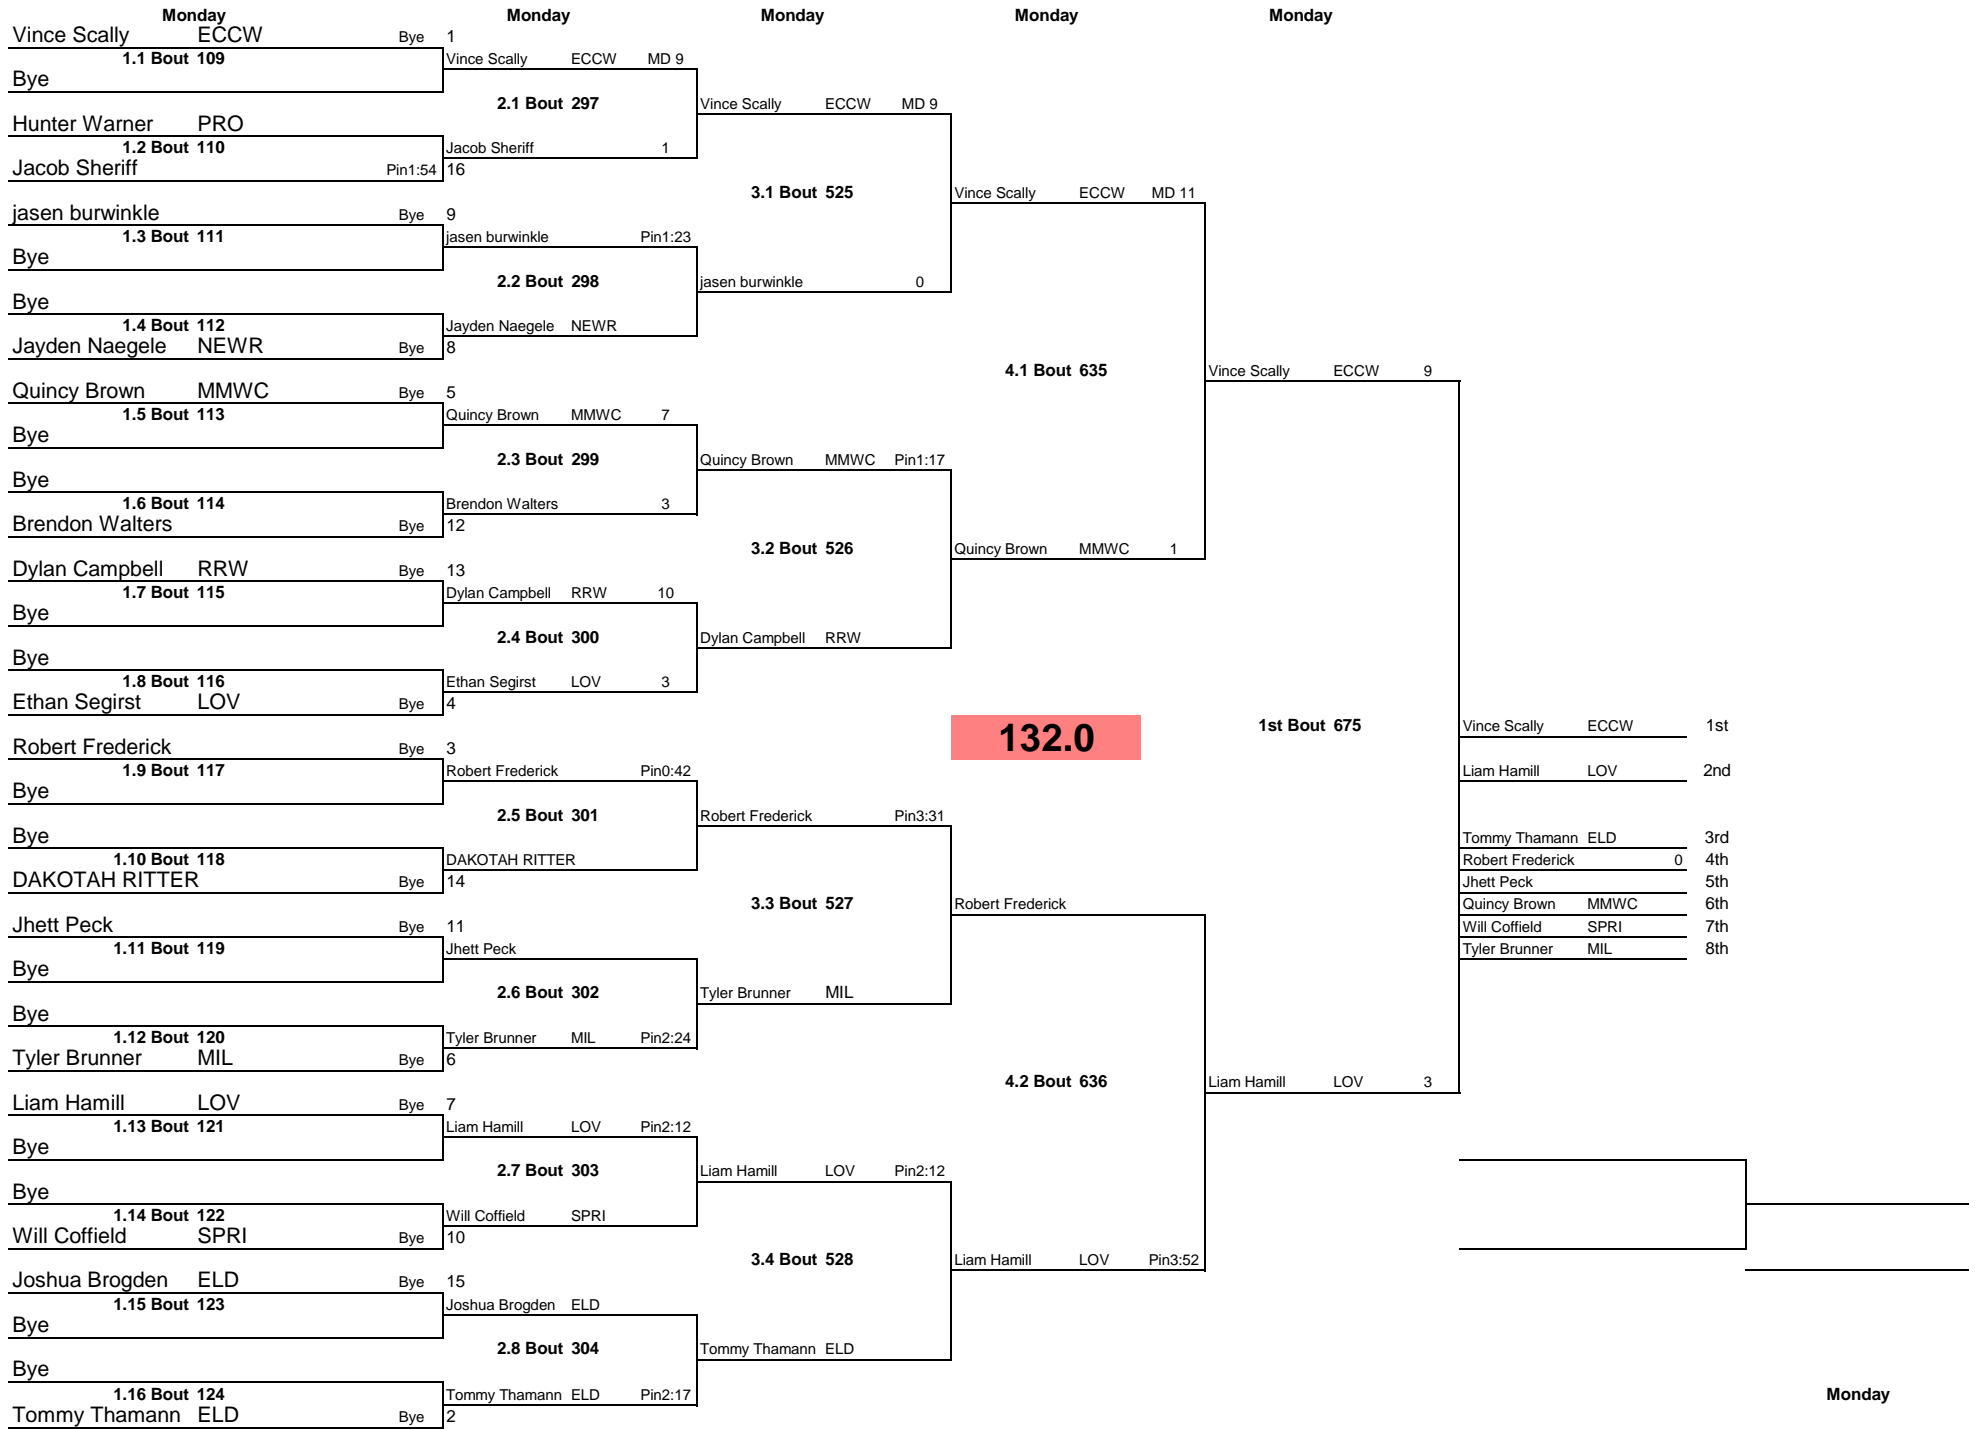 Monday Monday Monday Monday Monday
Vince Scally ECCW Bye 1
1.1 Bout 109 Vince Scally ECCW MD 9
Bye
2.1 Bout 297 Vince Scally ECCW MD 9
Hunter Warner PRO
1.2 Bout 110 Jacob Sheriff 1
Jacob Sheriff Pin1:54 16
3.1 Bout 525 Vince Scally ECCW MD 11
jasen burwinkle Bye 9
1.3 Bout 111 jasen burwinkle Pin1:23
Bye
2.2 Bout 298 jasen burwinkle 0
Bye
1.4 Bout 112 Jayden Naegele NEWR
Jayden Naegele NEWR Bye 8
4.1 Bout 635 Vince Scally ECCW 9
Quincy Brown MMWC Bye 5
1.5 Bout 113 Quincy Brown MMWC 7
Bye
2.3 Bout 299 Quincy Brown MMWC Pin1:17
Bye
1.6 Bout 114 Brendon Walters 3
Brendon Walters Bye 12
3.2 Bout 526 Quincy Brown MMWC 1
Dylan Campbell RRW Bye 13
1.7 Bout 115 Dylan Campbell RRW 10
Bye
2.4 Bout 300 Dylan Campbell RRW
Bye
1.8 Bout 116 Ethan Segirst LOV 3
Ethan Segirst LOV Bye 4
132.0 1st Bout 675 Vince Scally ECCW 1st
Robert Frederick Bye 3
1.9 Bout 117 Robert Frederick Pin0:42 Liam Hamill LOV 2nd
Bye
2.5 Bout 301 Robert Frederick Pin3:31
Bye Tommy Thamann ELD 3rd
1.10 Bout 118 DAKOTAH RITTER Robert Frederick 0 4th
DAKOTAH RITTER Bye 14 Jhett Peck 5th
3.3 Bout 527 Robert Frederick Quincy Brown MMWC 6th
Jhett Peck Bye 11 Will Coffield SPRI 7th
1.11 Bout 119 Jhett Peck Tyler Brunner MIL 8th
Bye
2.6 Bout 302 Tyler Brunner MIL
Bye
1.12 Bout 120 Tyler Brunner MIL Pin2:24
Tyler Brunner MIL Bye 6
4.2 Bout 636 Liam Hamill LOV 3
Liam Hamill LOV Bye 7
1.13 Bout 121 Liam Hamill LOV Pin2:12
Bye
2.7 Bout 303 Liam Hamill LOV Pin2:12
Bye
1.14 Bout 122 Will Coffield SPRI
Will Coffield SPRI Bye 10
3.4 Bout 528 Liam Hamill LOV Pin3:52
Joshua Brogden ELD Bye 15
1.15 Bout 123 Joshua Brogden ELD
Bye
2.8 Bout 304 Tommy Thamann ELD
Bye
1.16 Bout 124 Tommy Thamann ELD Pin2:17 Monday
Tommy Thamann ELD Bye 2